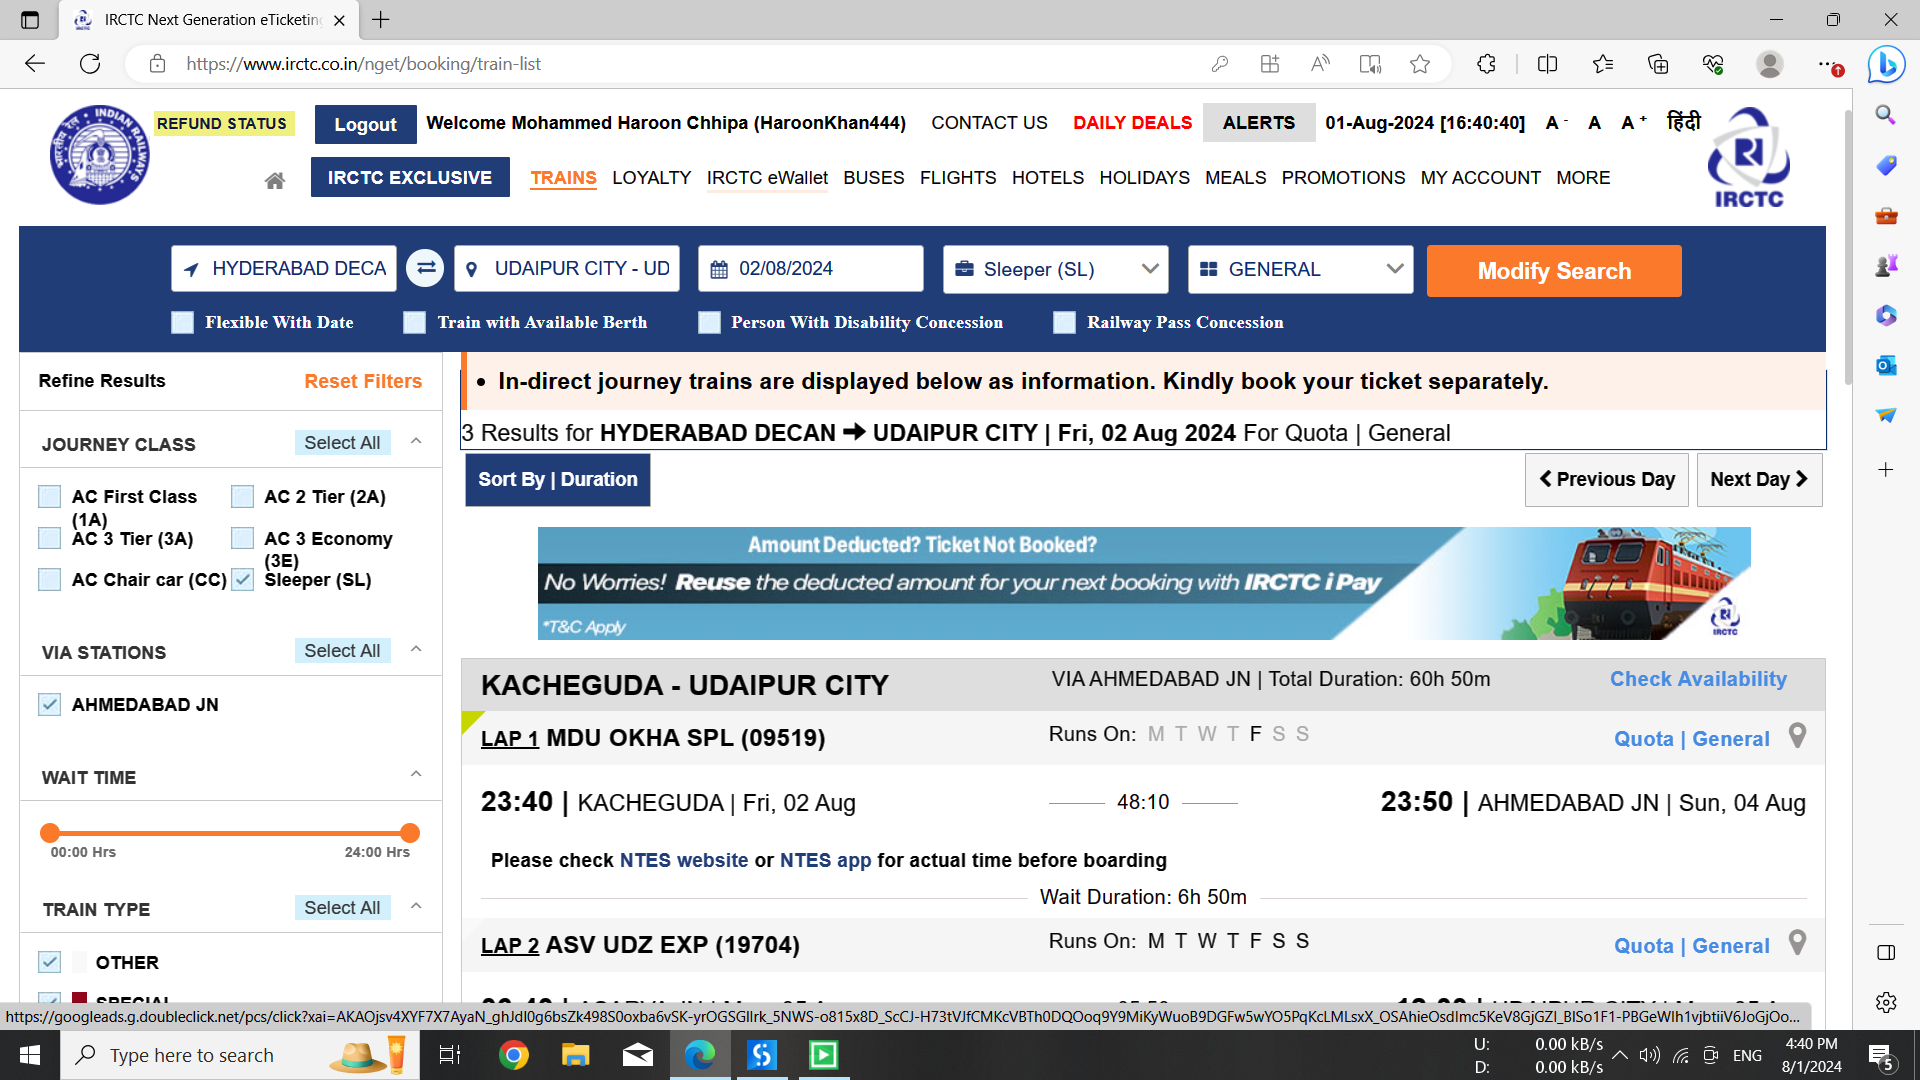 IRCTC Next Generation eTicketing
https://www.irctc.co.in/nget/booking/train-list
INDIAN RAILWAYS
भारतीय रेल
REFUND STATUS
Logout
Welcome Mohammed Haroon Chhipa (HaroonKhan444)
CONTACT US
DAILY DEALS
ALERTS
01-Aug-2024 [16:40:40]
A -
A
A +
हिंदी
IRCTC EXCLUSIVE
TRAINS
LOYALTY
IRCTC eWallet
BUSES
FLIGHTS
HOTELS
HOLIDAYS
MEALS
PROMOTIONS
MY ACCOUNT
MORE
IRCTC
HYDERABAD DECA
UDAIPUR CITY - UD
02/08/2024
Sleeper (SL)
GENERAL
Modify Search
Flexible With Date
Train with Available Berth
Person With Disability Concession
Railway Pass Concession
Refine Results
Reset Filters
JOURNEY CLASS
Select All
AC First Class (1A)
AC 2 Tier (2A)
AC 3 Tier (3A)
AC 3 Economy (3E)
AC Chair car (CC)
Sleeper (SL)
VIA STATIONS
Select All
AHMEDABAD JN
WAIT TIME
00:00 Hrs
24:00 Hrs
TRAIN TYPE
Select All
OTHER
SPECIAL
In-direct journey trains are displayed below as information. Kindly book your ticket separately.
3 Results for HYDERABAD DECAN → UDAIPUR CITY | Fri, 02 Aug 2024 For Quota | General
Sort By | Duration
Previous Day
Next Day
Amount Deducted? Ticket Not Booked?
No Worries! Reuse the deducted amount for your next booking with IRCTC iPay
*T&C Apply
IRCTC
KACHEGUDA - UDAIPUR CITY
VIA AHMEDABAD JN | Total Duration: 60h 50m
Check Availability
LAP 1 MDU OKHA SPL (09519)
Runs On: M T W T F S S
Quota | General
23:40 | KACHEGUDA | Fri, 02 Aug
48:10
23:50 | AHMEDABAD JN | Sun, 04 Aug
Please check NTES website or NTES app for actual time before boarding
Wait Duration: 6h 50m
LAP 2 ASV UDZ EXP (19704)
Runs On: M T W T F S S
Quota | General
Type here to search
U: 0.00 kB/s
D: 0.00 kB/s
ENG
4:40 PM
8/1/2024
5